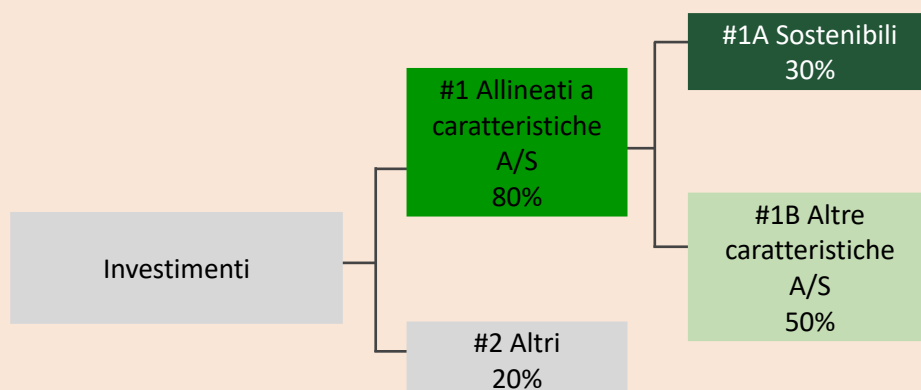 #1A Sostenibili
30%
#1 Allineati a
caratteristiche
A/S
80%
#1B Altre
caratteristiche
A/S
50%
Investimenti
#2 Altri
20%